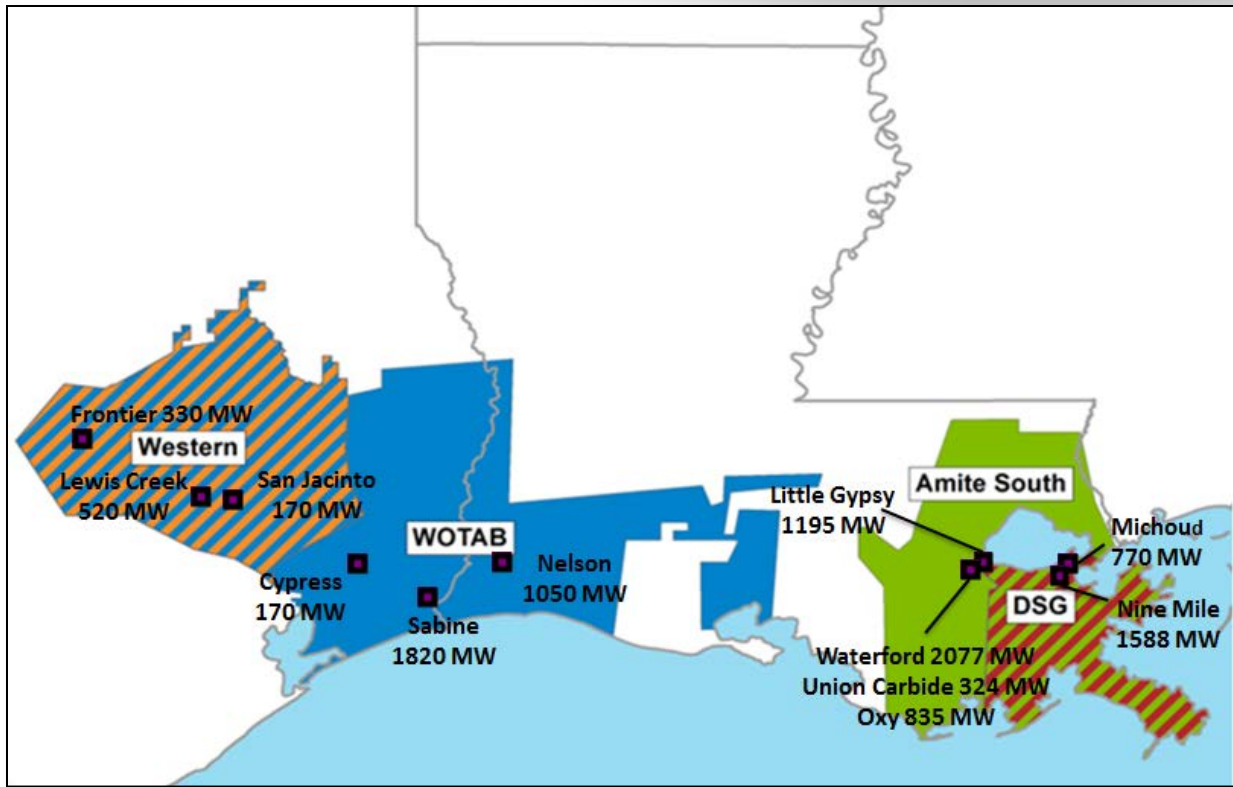 Frontier 330 MW
Western
Lewis Creek
520 MW
San Jacinto
170 MW
WOTAB
Cypress
170 MW
Sabine
1820 MW
Nelson
1050 MW
Little Gypsy
1195 MW
Amite South
Michoud
770 MW
DSG
Nine Mile
1588 MW
Waterford 2077 MW
Union Carbide 324 MW
Oxy 835 MW